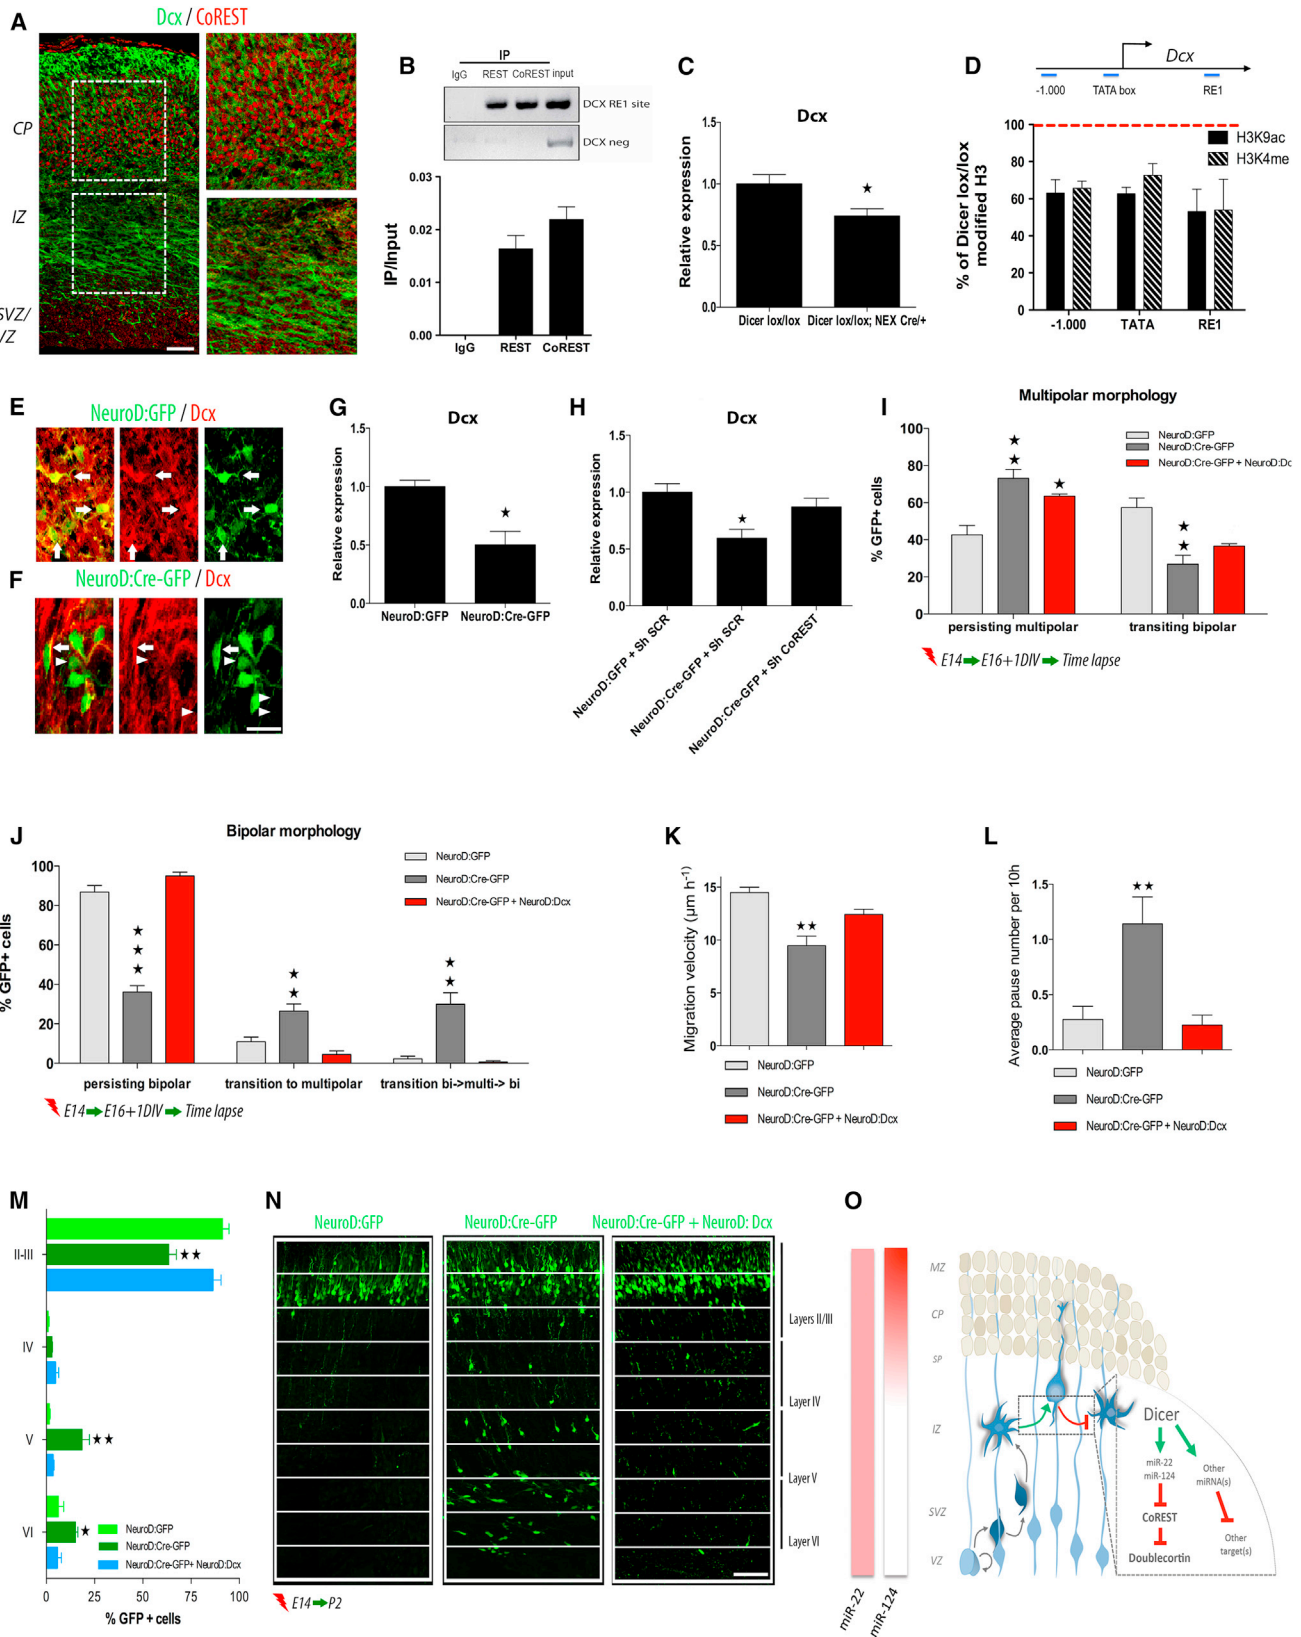 A
Dcx / CoREST
CP
IZ
SVZ/
VZ
B
IP
IgG REST CoREST input
DCX RE1 site
DCX neg
IP/Input
0.03
0.02
0.01
0.00
IgG REST CoREST
C
Dcx
Relative expression
1.5
1.0
0.5
0.0
Dicer lox/lox Dicer lox/lox; NEX Cre/+
D
Dcx
-1.000 TATA box RE1
% of Dicer lox/lox
modified H3
100
80
60
40
20
0
H3K9ac
H3K4me
-1.000 TATA RE1
E
NeuroD:GFP / Dcx
F
NeuroD:Cre-GFP / Dcx
G
Dcx
Relative expression
1.5
1.0
0.5
0.0
NeuroD:GFP NeuroD:Cre-GFP
H
Dcx
Relative expression
1.5
1.0
0.5
0.0
NeuroD:GFP + Sh SCR
NeuroD:Cre-GFP + Sh SCR
NeuroD:Cre-GFP + Sh CoREST
I
Multipolar morphology
% GFP+ cells
100
80
60
40
20
0
NeuroD:GFP
NeuroD:Cre-GFP
NeuroD:Cre-GFP + NeuroD:Dc
persisting multipolar transiting bipolar
E14 E16+1DIV Time lapse
J
Bipolar morphology
% GFP+ cells
100
80
60
40
20
0
NeuroD:GFP
NeuroD:Cre-GFP
NeuroD:Cre-GFP + NeuroD:Dcx
persisting bipolar transition to multipolar transition bi->multi-> bi
E14 E16+1DIV Time lapse
K
Migration velocity (µm h-1)
15
10
5
0
NeuroD:GFP
NeuroD:Cre-GFP
NeuroD:Cre-GFP + NeuroD:Dcx
L
Average pause number per 10h
1.5
1.0
0.5
0.0
NeuroD:GFP
NeuroD:Cre-GFP
NeuroD:Cre-GFP + NeuroD:Dcx
M
II-III
IV
V
VI
NeuroD:GFP
NeuroD:Cre-GFP
NeuroD:Cre-GFP+ NeuroD:Dcx
0 25 50 75 100
% GFP + cells
N
NeuroD:GFP NeuroD:Cre-GFP NeuroD:Cre-GFP + NeuroD: Dcx
Layers II/III
Layer IV
Layer V
Layer VI
E14 P2
O
miR-22
miR-124
MZ
CP
SP
IZ
SVZ
VZ
Dicer
miR-22
miR-124
Other
miRNA(s)
CoREST
Other
target(s)
Doublecortin